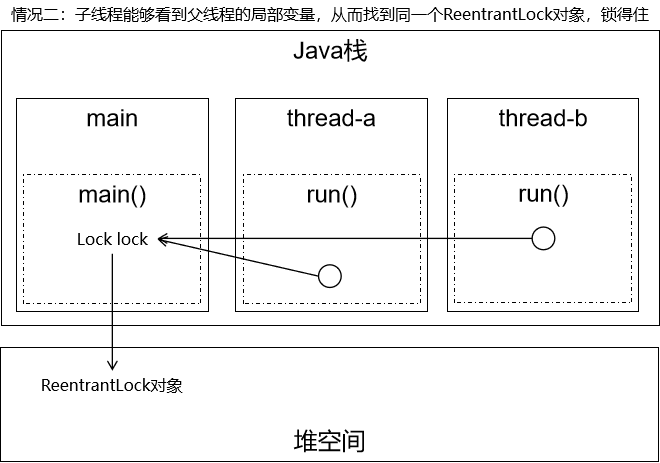 情况二：子线程能够看到父线程的局部变量，从而找到同一个ReentrantLock对象，锁得住
Java栈
main
thread-a
thread-b
main()
run()
run()
Lock lock
ReentrantLock对象
堆空间